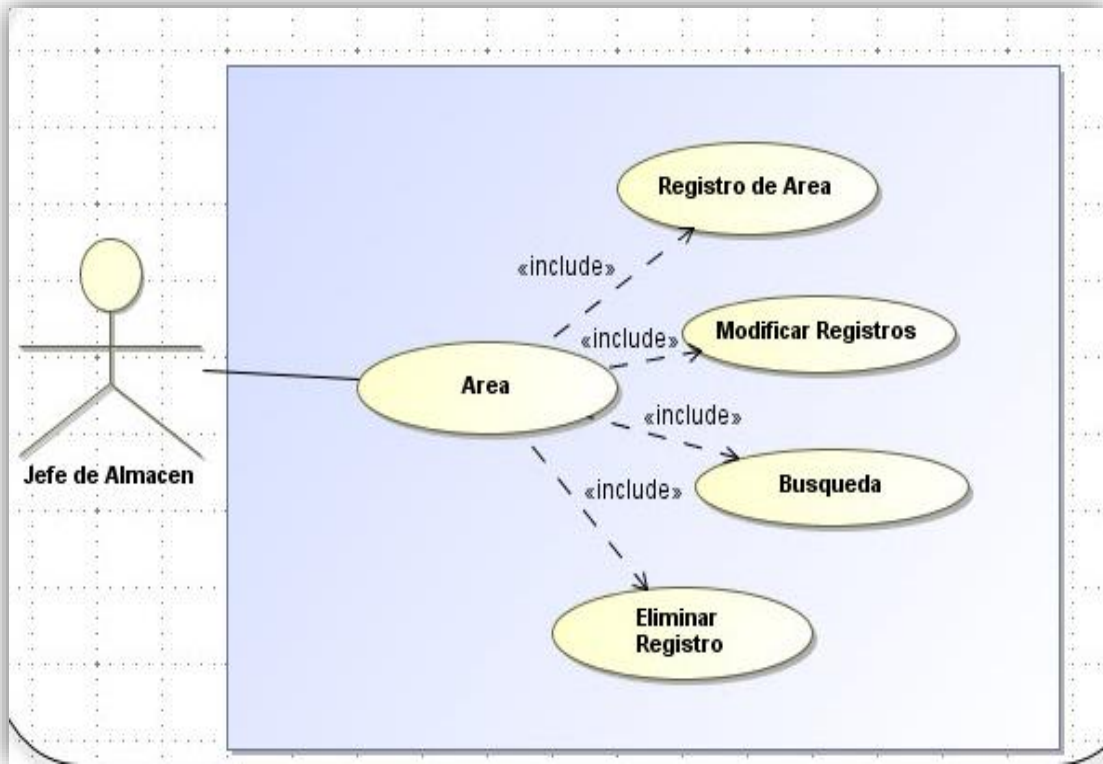 Registro de Area
«include»
Modificar Registros
«include»
Area
«include»
Busqueda
Jefe de Almacen
«include»
Eliminar
Registro